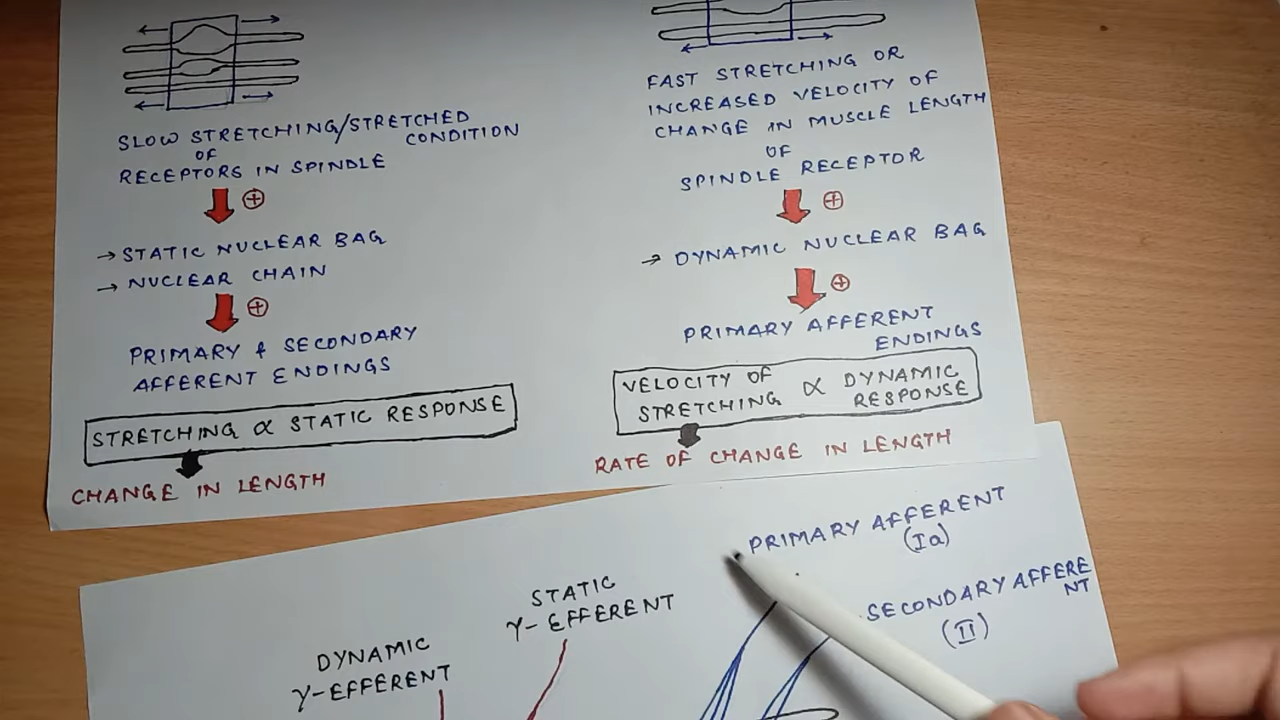 SLOW STRETCHING/STRETCHED
OF CONDITION
RECEPTORS IN SPINDLE
+
→ STATIC NUCLEAR BAG
→ NUCLEAR CHAIN
+
PRIMARY & SECONDARY
AFFERENT ENDINGS
STRETCHING ∝ STATIC RESPONSE
CHANGE IN LENGTH
FAST STRETCHING OR
INCREASED VELOCITY OF
CHANGE IN MUSCLE LENGTH
OF
SPINDLE RECEPTOR
+
→ DYNAMIC NUCLEAR BAG
+
PRIMARY AFFERENT
ENDINGS
VELOCITY OF
STRETCHING ∝ DYNAMIC
RESPONSE
RATE OF CHANGE IN LENGTH
PRIMARY AFFERENT
(Ia)
SECONDARY AFFERE
NT
(II)
STATIC
γ-EFFERENT
DYNAMIC
γ-EFFERENT